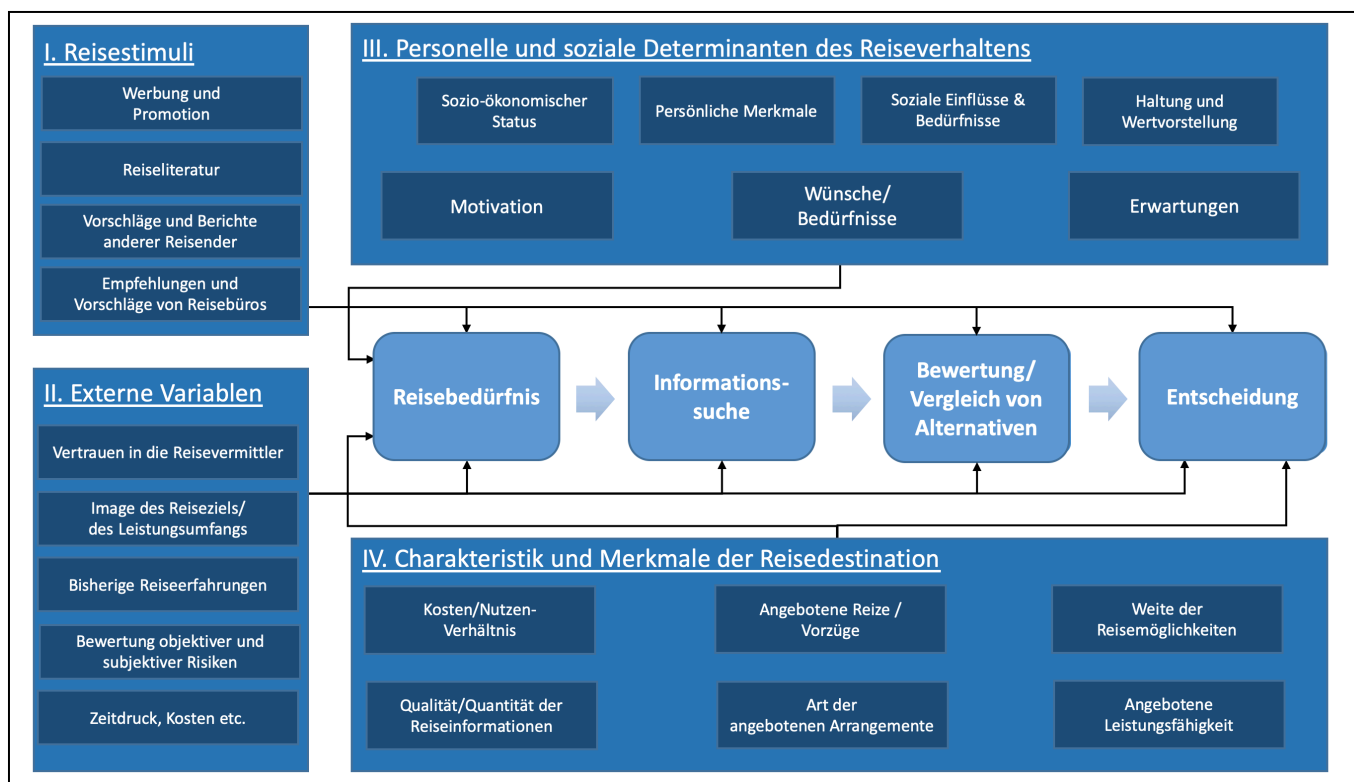 I. Reisestimuli
Werbung und
Promotion
Reiseliteratur
Vorschläge und Berichte
anderer Reisender
Empfehlungen und
Vorschläge von Reisebüros
II. Externe Variablen
Vertrauen in die Reisevermittler
Image des Reiseziels/
des Leistungsumfangs
Bisherige Reiseerfahrungen
Bewertung objektiver und
subjektiver Risiken
Zeitdruck, Kosten etc.
III. Personelle und soziale Determinanten des Reiseverhaltens
Sozio-ökonomischer
Status
Persönliche Merkmale
Soziale Einflüsse &
Bedürfnisse
Haltung und
Wertvorstellung
Motivation
Wünsche/
Bedürfnisse
Erwartungen
Reisebedürfnis
Informations-
suche
Bewertung/
Vergleich von
Alternativen
Entscheidung
IV. Charakteristik und Merkmale der Reisedestination
Kosten/Nutzen-
Verhältnis
Angebotene Reize /
Vorzüge
Weite der
Reisemöglichkeiten
Qualität/Quantität der
Reiseinformationen
Art der
angebotenen Arrangemente
Angebotene
Leistungsfähigkeit